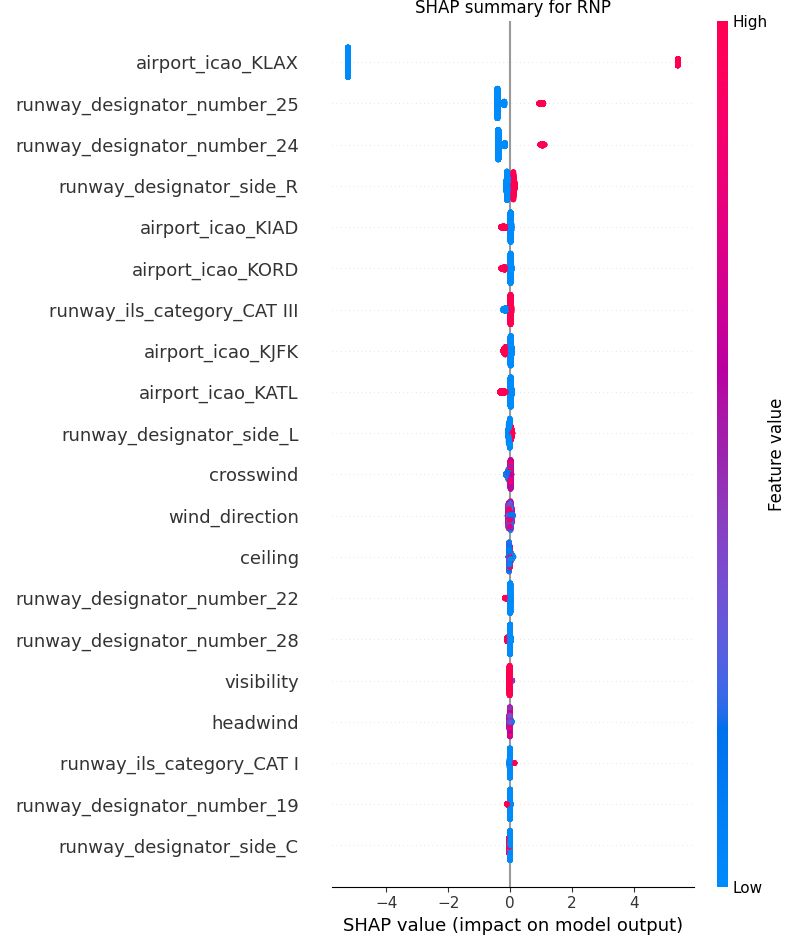 SHAP summary for RNP
High
airport_icao_KLAX
runway_designator_number_25
runway_designator_number_24
runway_designator_side_R
airport_icao_KIAD
airport_icao_KORD
runway_ils_category_CAT III
airport_icao_KJFK
airport_icao_KATL
runway_designator_side_L
crosswind
wind_direction
ceiling
runway_designator_number_22
runway_designator_number_28
visibility
headwind
runway_ils_category_CAT I
runway_designator_number_19
runway_designator_side_C
Feature value
Low
−4 −2 0 2 4
SHAP value (impact on model output)